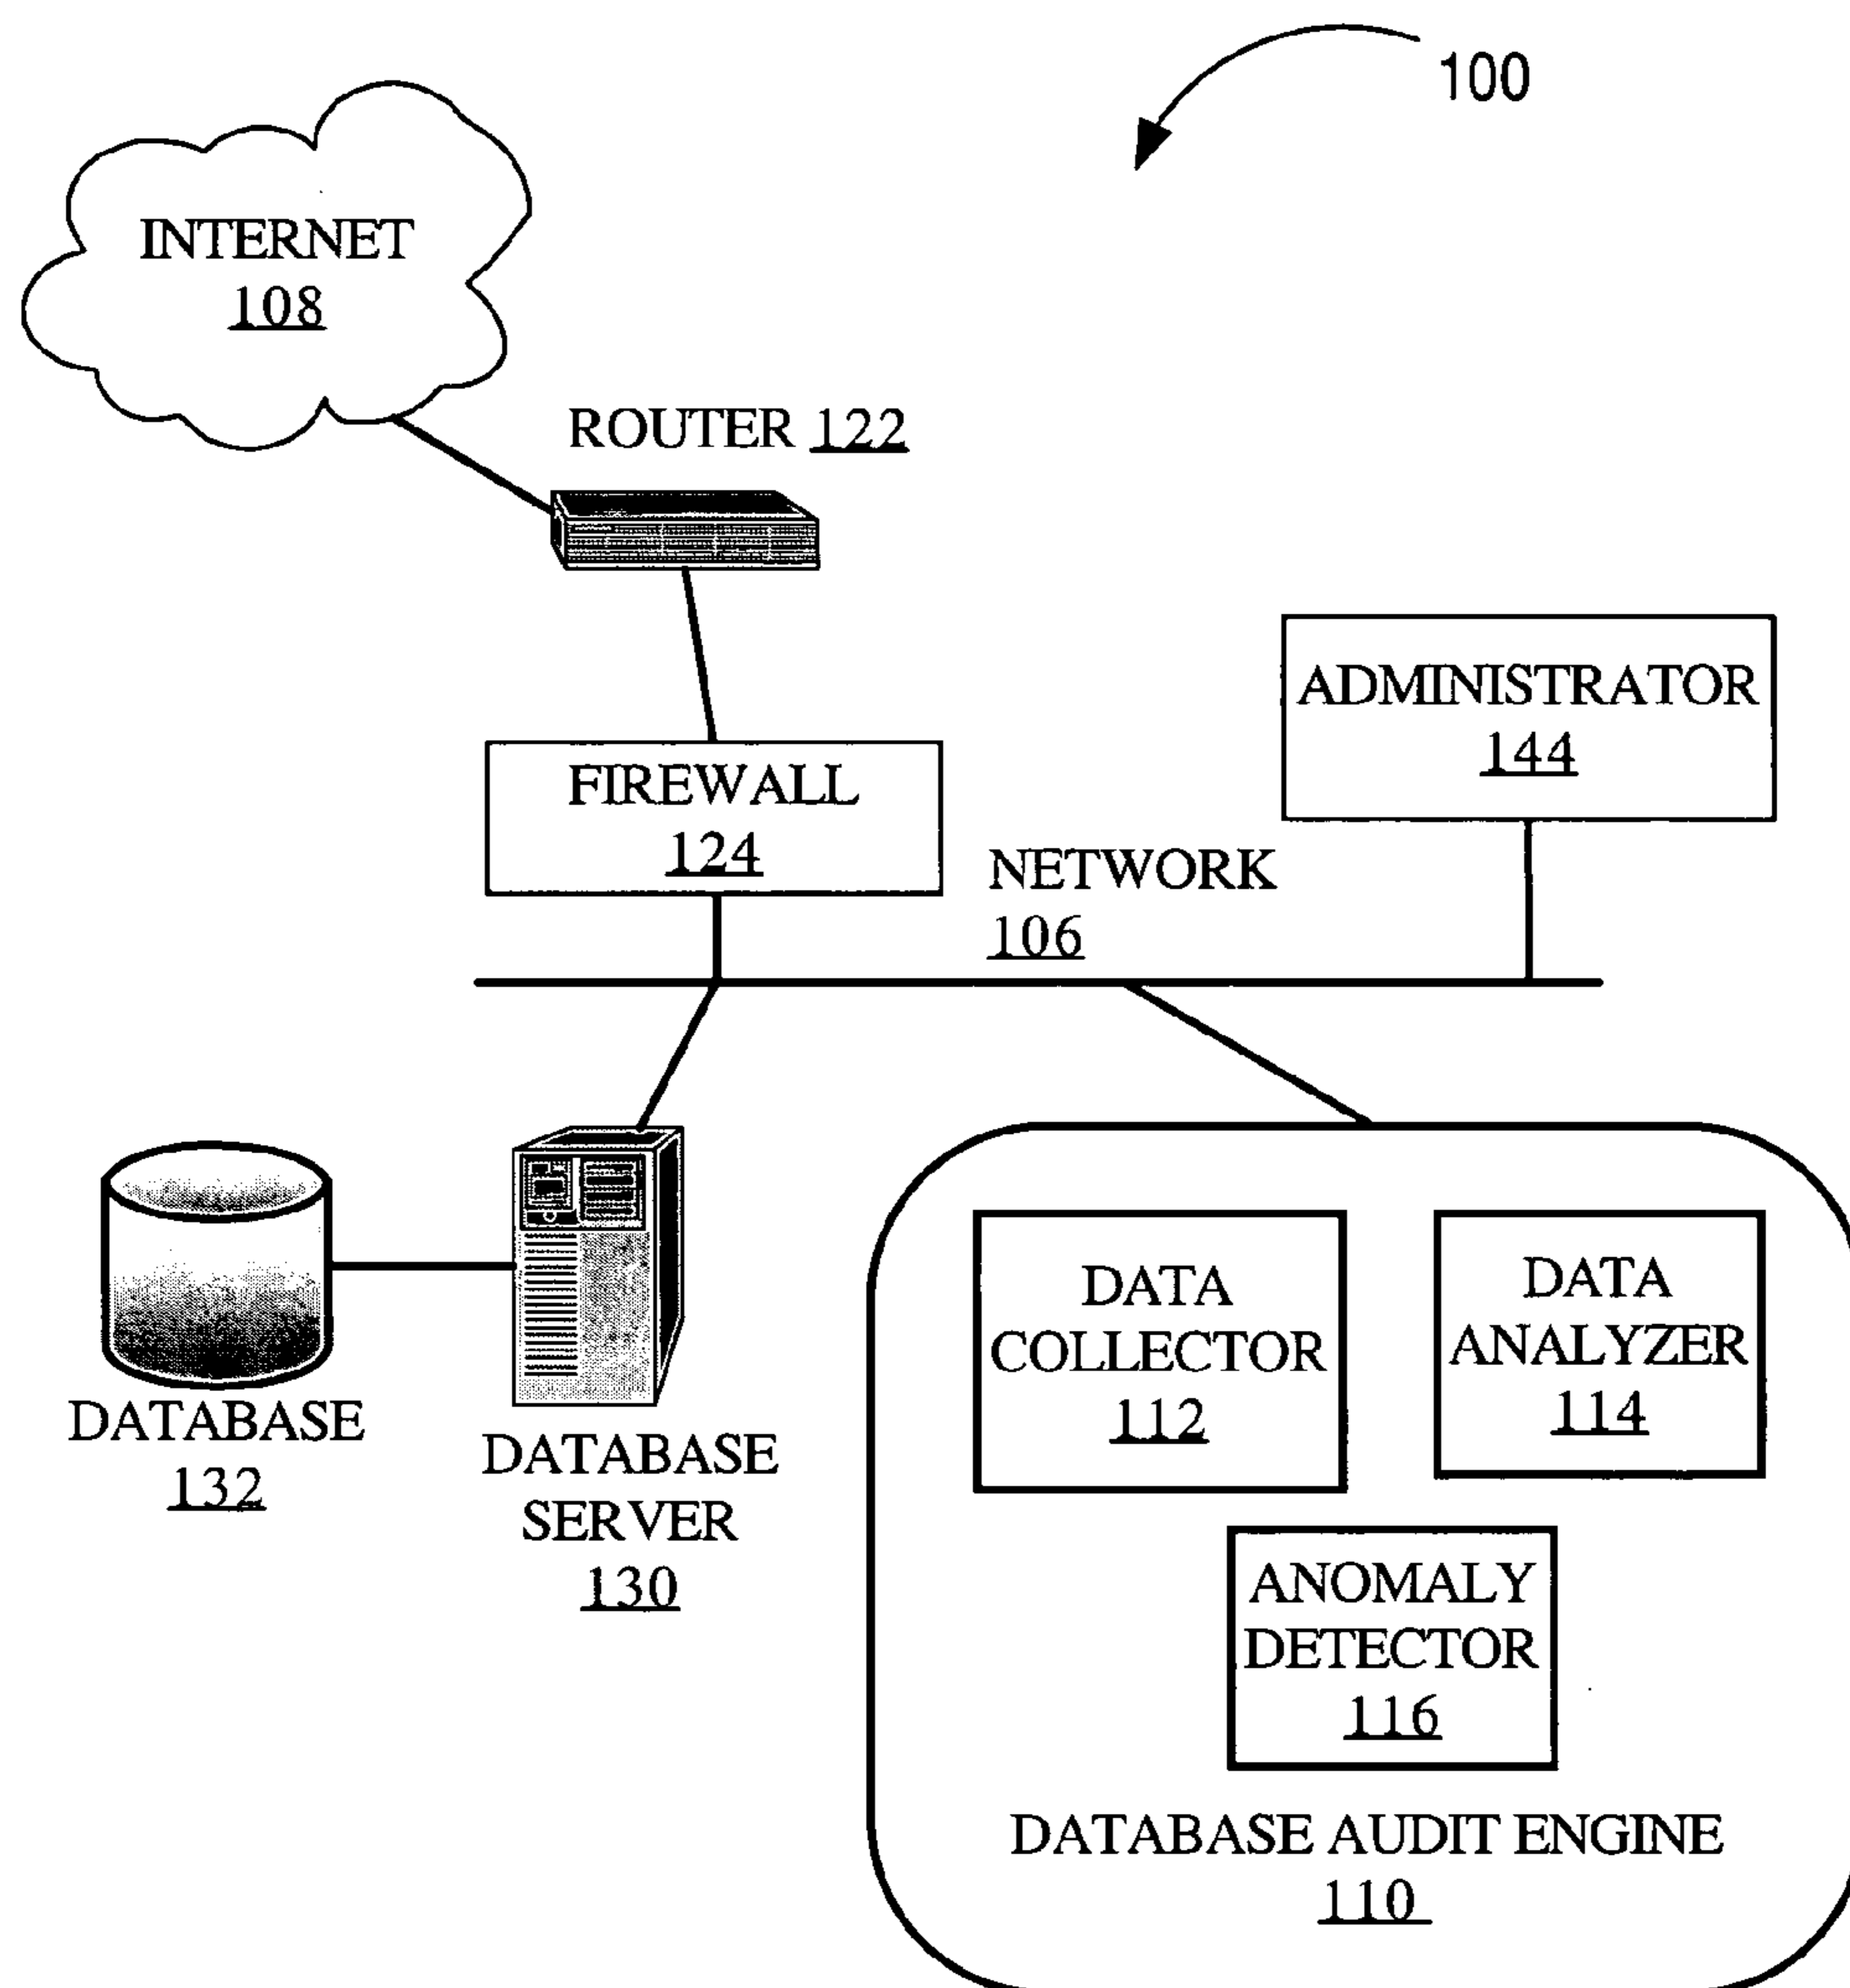 100
INTERNET
108
ROUTER 122
ADMINISTRATOR
144
FIREWALL
124
NETWORK
106
DATABASE
132
DATABASE
SERVER
130
DATA
COLLECTOR
112
DATA
ANALYZER
114
ANOMALY
DETECTOR
116
DATABASE AUDIT ENGINE
110